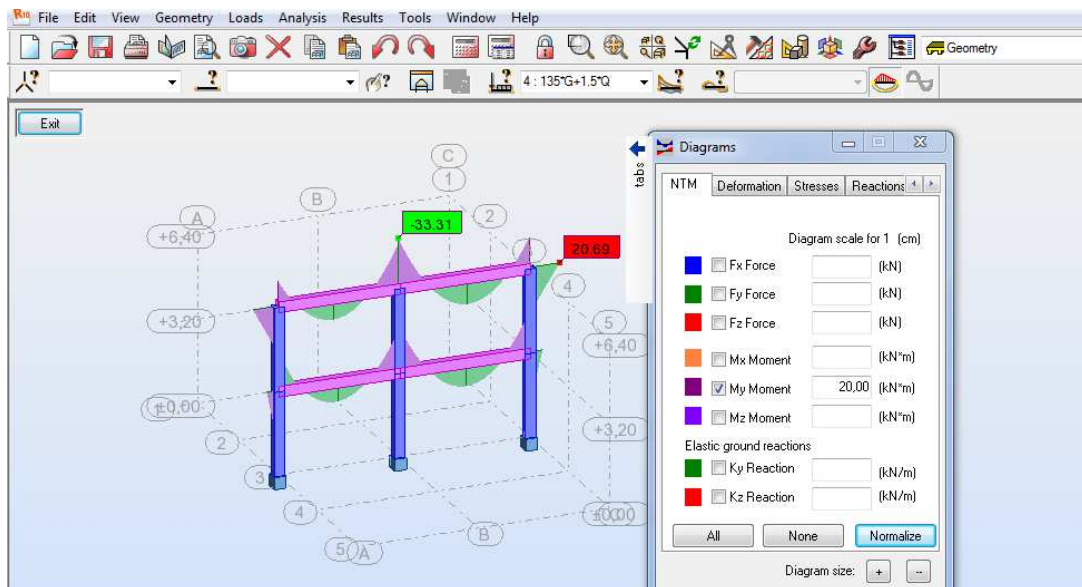 File Edit View Geometry Loads Analysis Results Tools Window Help
Geometry
4 : 135*G+1.5*Q
Exit
tabs
Diagrams
NTM Deformation Stresses Reactions
Diagram scale for 1 (cm)
Fx Force (kN)
Fy Force (kN)
Fz Force (kN)
Mx Moment (kN*m)
My Moment 20,00 (kN*m)
Mz Moment (kN*m)
Elastic ground reactions
Ky Reaction (kN/m)
Kz Reaction (kN/m)
All None Normalize
Diagram size: + --
C
1
B
2
A
-33.31
+6,40
20.69
4
+3,20
5
+6,40
±0,00
2
+3,20
3
4
±0,00
B
5 A